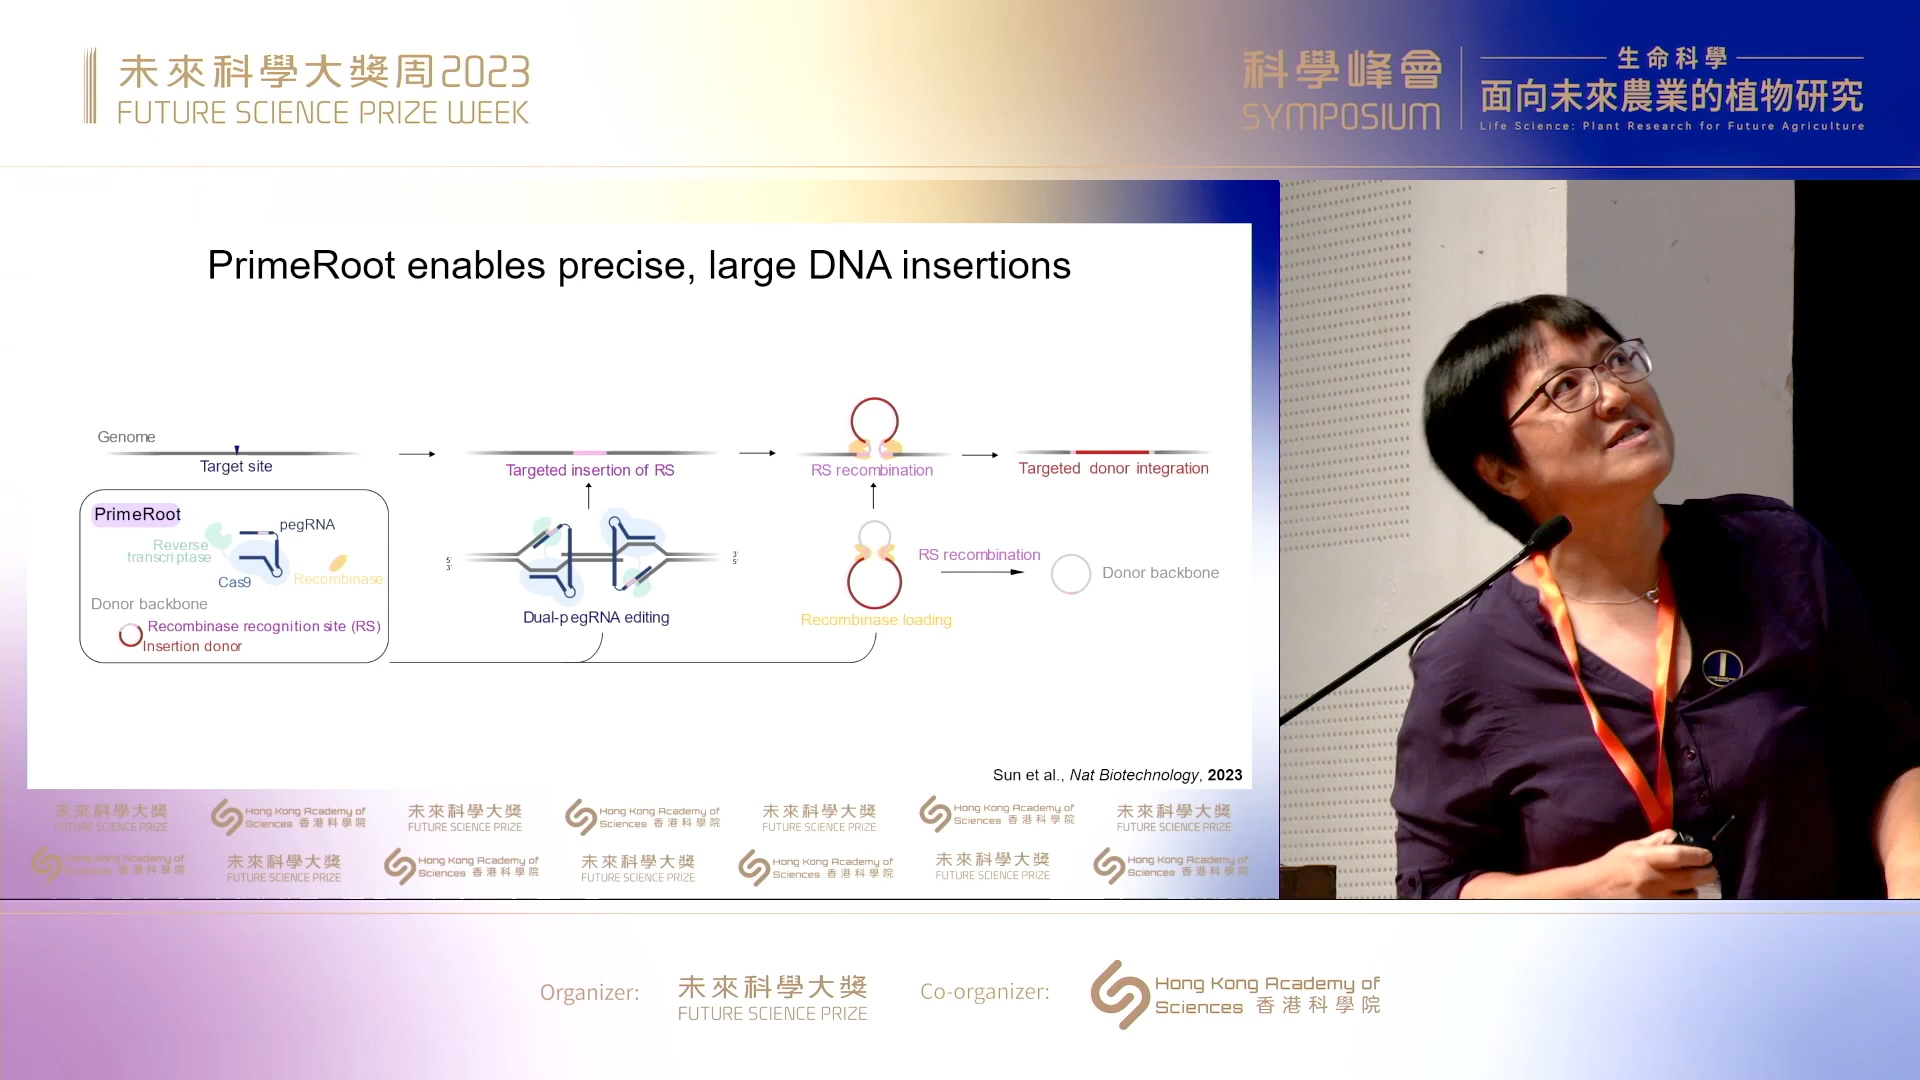 未來科學大獎周2023
FUTURE SCIENCE PRIZE WEEK
科學峰會
SYMPOSIUM
生命科學
面向未來農業的植物研究
Life Science: Plant Research for Future Agriculture
PrimeRoot enables precise, large DNA insertions
Genome
Target site
Targeted insertion of RS
RS recombination
Targeted donor integration
PrimeRoot
pegRNA
Reverse
transcriptase
Cas9
Recombinase
Donor backbone
Recombinase recognition site (RS)
Insertion donor
5'
3'
3'
5'
Dual-pegRNA editing
RS recombination
Donor backbone
Recombinase loading
Sun et al., Nat Biotechnology, 2023
未來科學大獎
FUTURE SCIENCE PRIZE
Hong Kong Academy of
Sciences 香港科學院
未來科學大獎
FUTURE SCIENCE PRIZE
Hong Kong Academy of
Sciences 香港科學院
未來科學大獎
FUTURE SCIENCE PRIZE
Hong Kong Academy of
Sciences 香港科學院
未來科學大獎
FUTURE SCIENCE PRIZE
Hong Kong Academy of
Sciences 香港科學院
未來科學大獎
FUTURE SCIENCE PRIZE
Hong Kong Academy of
Sciences 香港科學院
未來科學大獎
FUTURE SCIENCE PRIZE
Hong Kong Academy of
Sciences 香港科學院
未來科學大獎
FUTURE SCIENCE PRIZE
Hong Kong Academy of
Sciences 香港科學院
Organizer:
未來科學大獎
FUTURE SCIENCE PRIZE
Co-organizer:
Hong Kong Academy of
Sciences 香港科學院